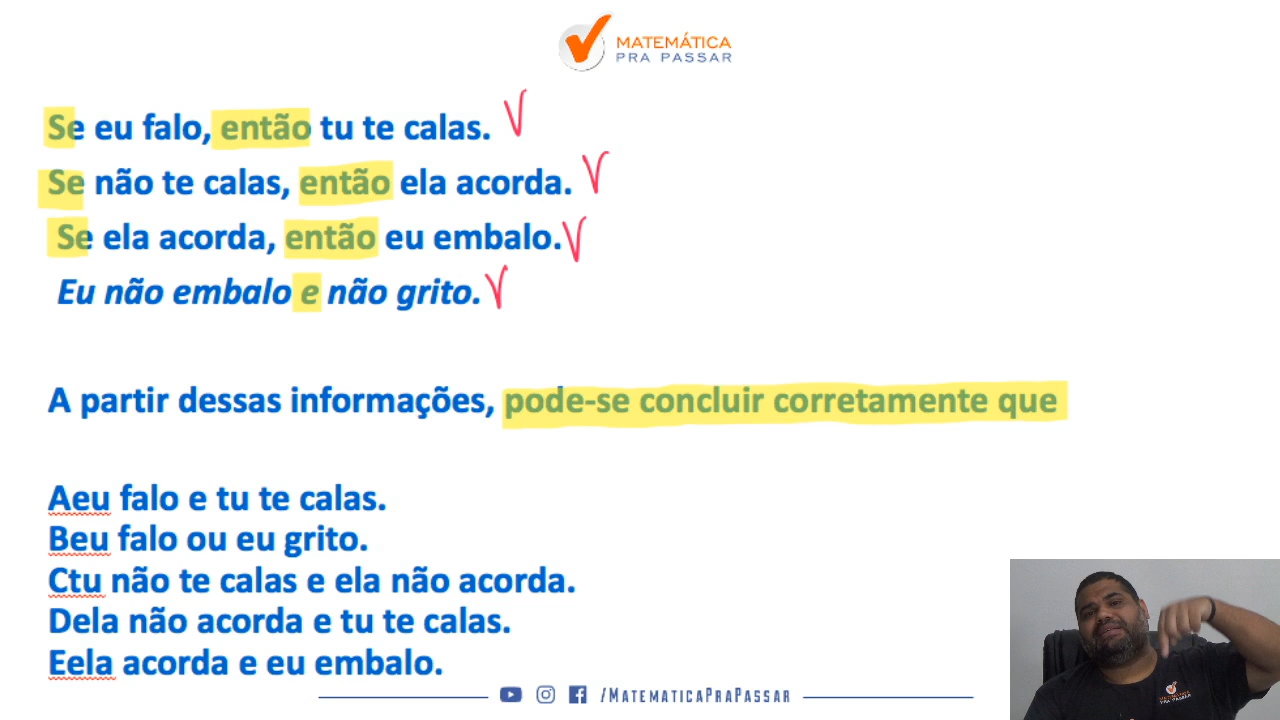 MATEMÁTICA
PRA PASSAR
Se eu falo, então tu te calas. V
Se não te calas, então ela acorda. V
Se ela acorda, então eu embalo. V
Eu não embalo e não grito. V
A partir dessas informações, pode-se concluir corretamente que
Aeu falo e tu te calas.
Beu falo ou eu grito.
Ctu não te calas e ela não acorda.
Dela não acorda e tu te calas.
Eela acorda e eu embalo.
/MATEMATICAPRAPASSAR